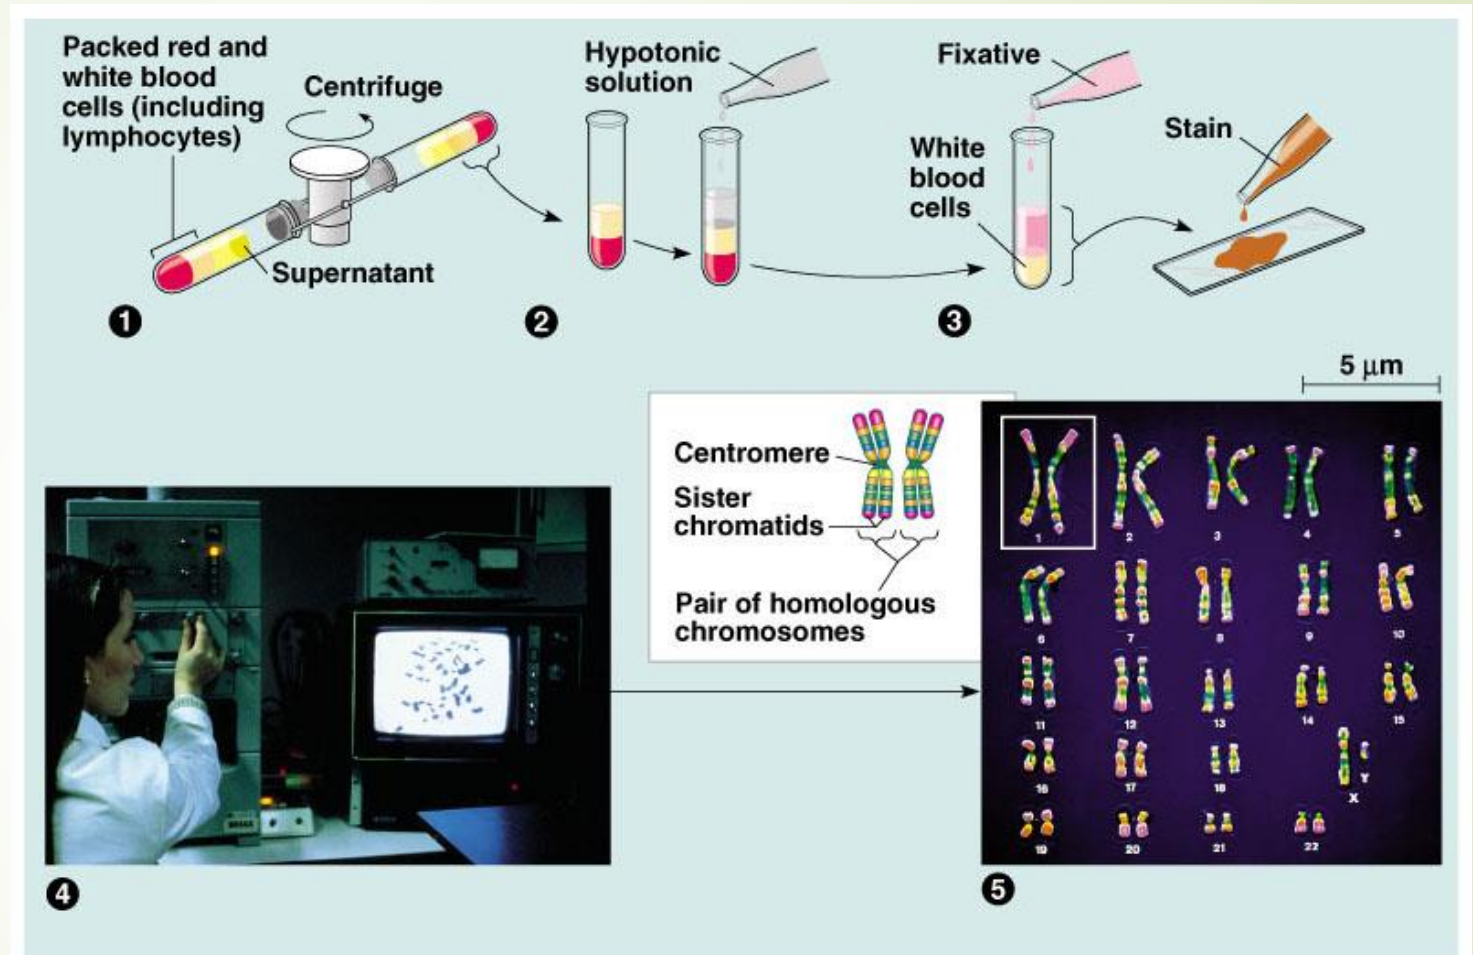 Packed red and
white blood
cells (including
lymphocytes)
Centrifuge
Supernatant
1
Hypotonic
solution
2
Fixative
White
blood
cells
Stain
3
5 μm
Centromere
Sister
chromatids
Pair of homologous
chromosomes
4
1
2
3
4
5
6
7
8
9
10
11
12
13
14
15
16
17
18
X
Y
19
20
21
22
5